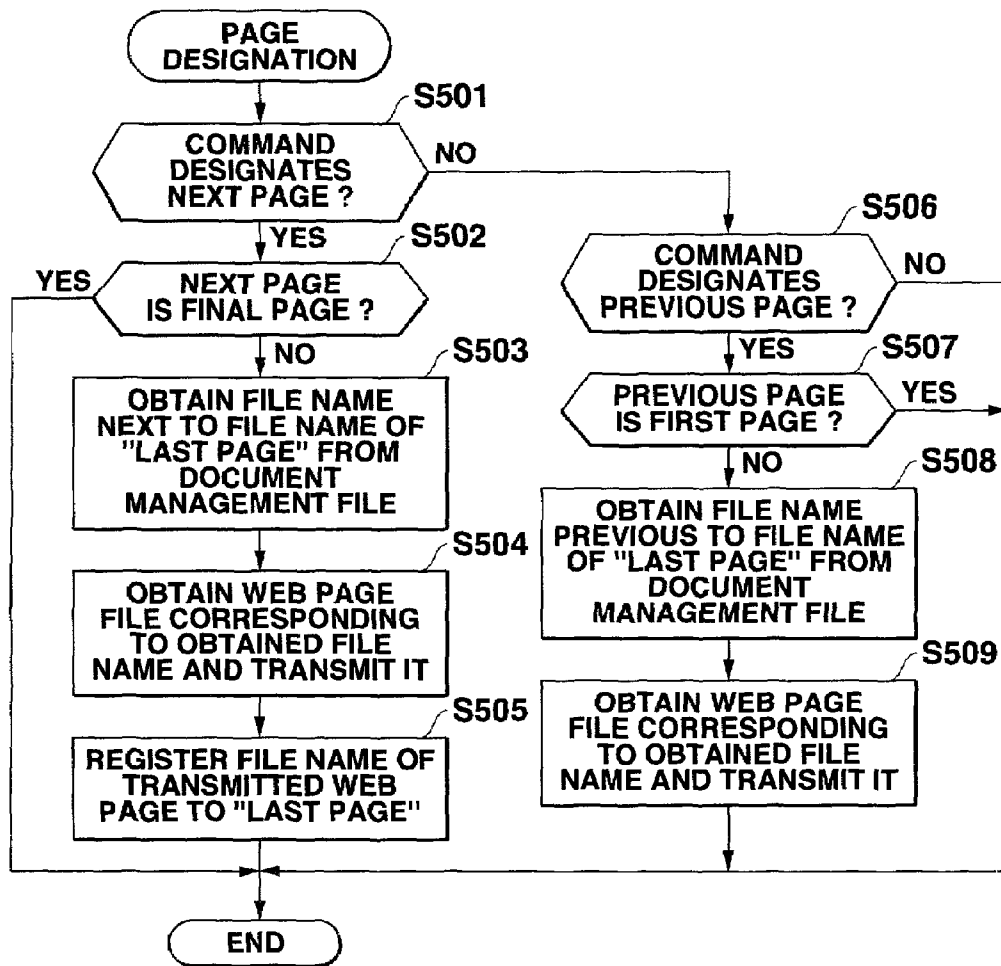 PAGE
DESIGNATION
S501
COMMAND
DESIGNATES
NEXT PAGE ?
NO
YES
S502
YES
NEXT PAGE
IS FINAL PAGE ?
NO
S503
OBTAIN FILE NAME
NEXT TO FILE NAME OF
"LAST PAGE" FROM
DOCUMENT
MANAGEMENT FILE
S504
OBTAIN WEB PAGE
FILE CORRESPONDING
TO OBTAINED FILE
NAME AND TRANSMIT IT
S505
REGISTER FILE NAME OF
TRANSMITTED WEB
PAGE TO "LAST PAGE"
S506
COMMAND
DESIGNATES
PREVIOUS PAGE ?
NO
YES
S507
PREVIOUS PAGE
IS FIRST PAGE ?
YES
NO
S508
OBTAIN FILE NAME
PREVIOUS TO FILE NAME
OF "LAST PAGE" FROM
DOCUMENT
MANAGEMENT FILE
S509
OBTAIN WEB PAGE
FILE CORRESPONDING
TO OBTAINED FILE
NAME AND TRANSMIT IT
END